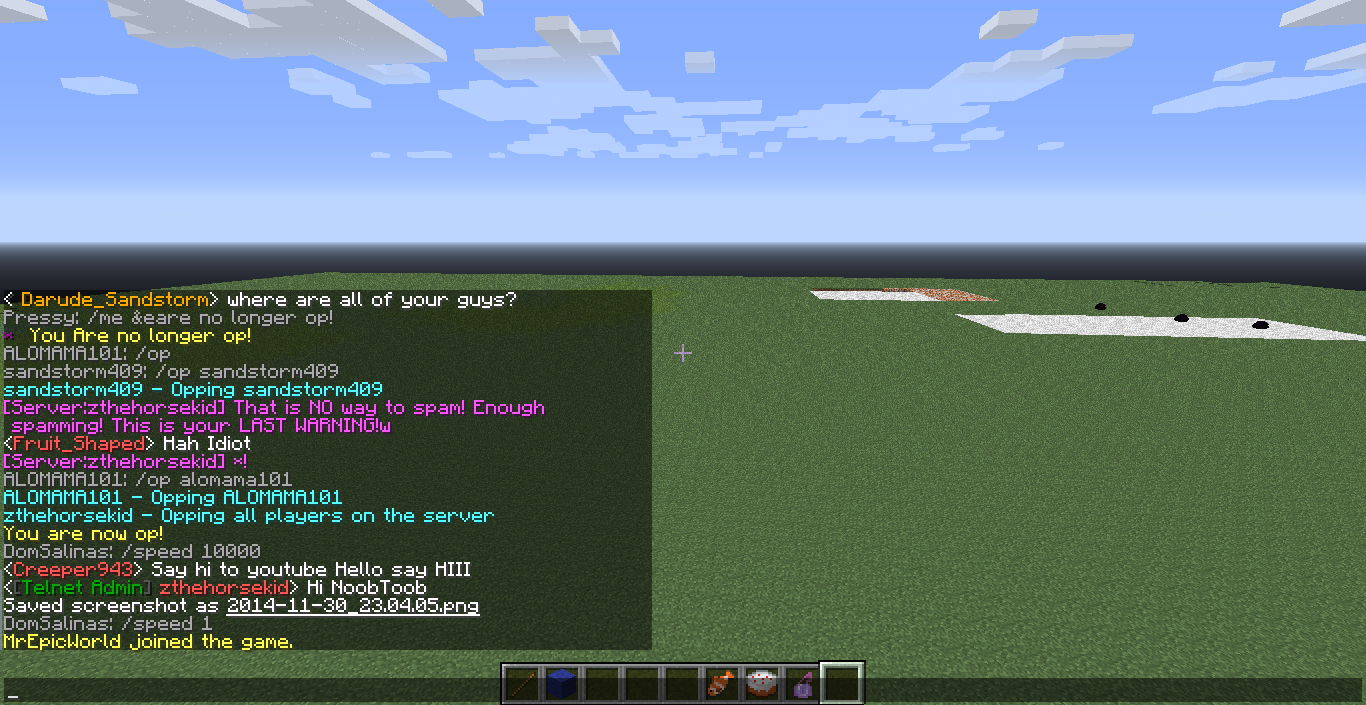 < Darude_Sandstorm> where are all of your guys?
Pressy: /me &eare no longer op!
* You Are no longer op!
ALOMAMA101: /op
sandstorm409: /op sandstorm409
sandstorm409 - Opping sandstorm409
[Server:zthehorsekid] That is NO way to spam! Enough
spamming! This is your LAST WARNING!w
<Fruit_Shaped> Hah Idiot
[Server:zthehorsekid] *!
ALOMAMA101: /op alomama101
ALOMAMA101 - Opping ALOMAMA101
zthehorsekid - Opping all players on the server
You are now op!
DomSalinas: /speed 10000
<Creeper943> Say hi to youtube Hello say HIII
<[Telnet Admin] zthehorsekid> Hi NoobToob
Saved screenshot as 2014-11-30_23.04.05.png
DomSalinas: /speed 1
MrEpicWorld joined the game.
_